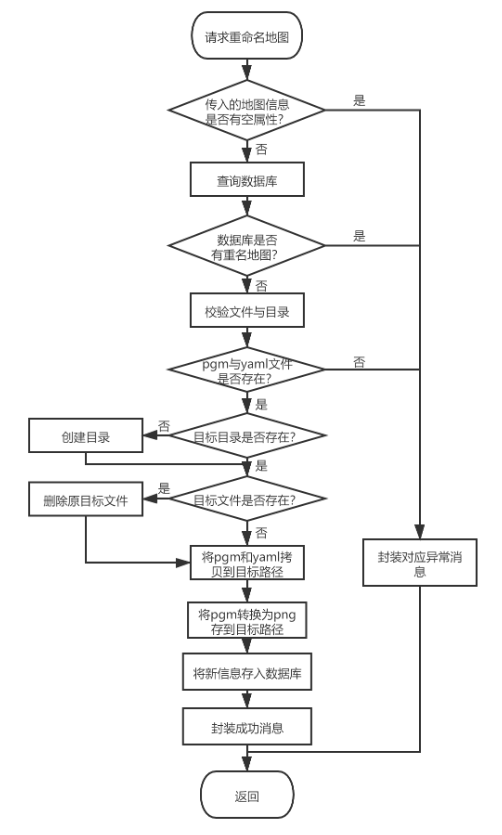 请求重命名地图
传入的地图信息
是否有空属性?
是
否
查询数据库
数据库是否
有重名地图?
是
否
校验文件与目录
pgm与yaml文件
是否存在?
否
是
目标目录是否存在?
否
创建目录
是
目标文件是否存在?
是
删除原目标文件
否
将pgm和yaml拷
贝到目标路径
封装对应异常消
息
将pgm转换为png
存到目标路径
将新信息存入数据库
封装成功消息
返回